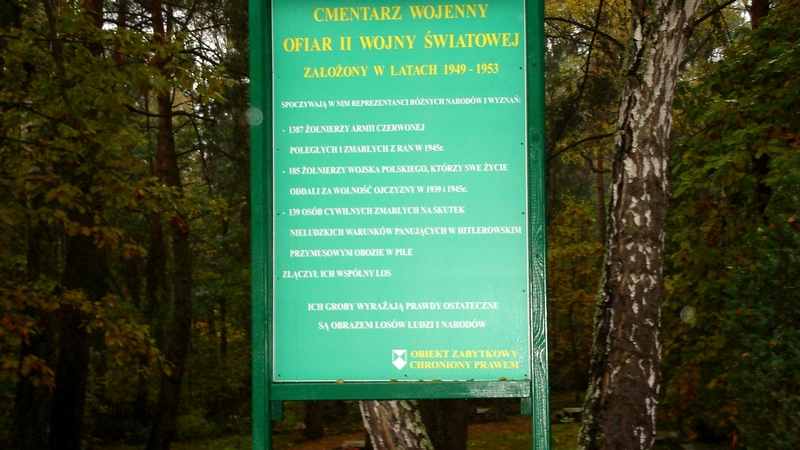 CMENTARZ WOJENNY
OFIAR II WOJNY ŚWIATOWEJ
ZAŁOŻONY W LATACH 1949 - 1953
SPOCZYWAJĄ W NIM REPREZENTANCI RÓŻNYCH NARODÓW I WYZNAŃ:
- 1387 ŻOŁNIERZY ARMII CZERWONEJ
POLEGŁYCH I ZMARŁYCH Z RAN W 1945r.
- 185 ŻOŁNIERZY WOJSKA POLSKIEGO, KTÓRZY SWE ŻYCIE
ODDALI ZA WOLNOŚĆ OJCZYZNY W 1939 i 1945r.
- 139 OSÓB CYWILNYCH ZMARŁYCH NA SKUTEK
NIELUDZKICH WARUNKÓW PANUJĄCYCH W HITLEROWSKIM
PRZYMUSOWYM OBOZIE W PILE
ZŁĄCZYŁ ICH WSPÓLNY LOS
ICH GROBY WYRAŻAJĄ PRAWDY OSTATECZNE
SĄ OBRAZEM LOSÓW LUDZI I NARODÓW
OBIEKT ZABYTKOWY
CHRONIONY PRAWEM